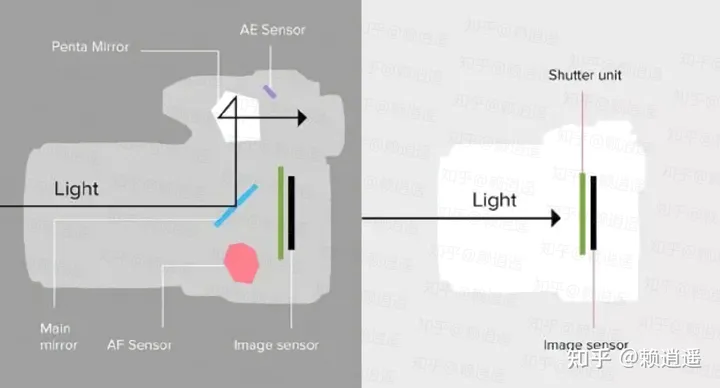 AE Sensor
Penta Mirror
Light
Main
mirror
AF Sensor
Image sensor
Shutter unit
Light
Image sensor
知乎 @赖逍遥